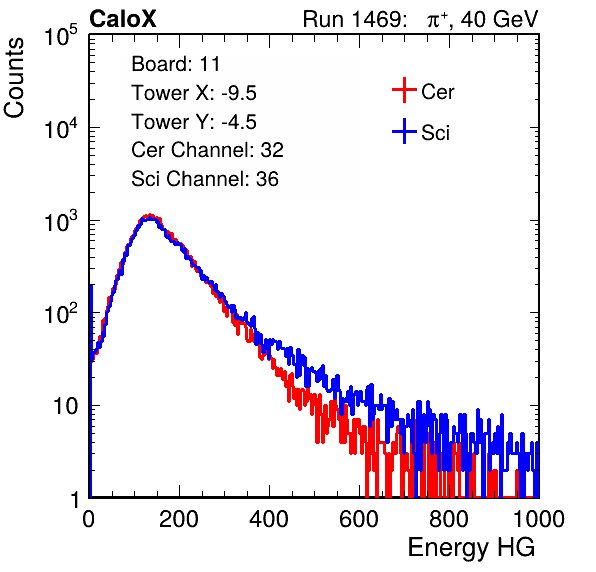 CaloX Run 1469: π⁺, 40 GeV
Counts
10⁵
10⁴
10³
10²
10
1
Board: 11
Tower X: -9.5
Tower Y: -4.5
Cer Channel: 32
Sci Channel: 36
Cer
Sci
0 200 400 600 800 1000
Energy HG